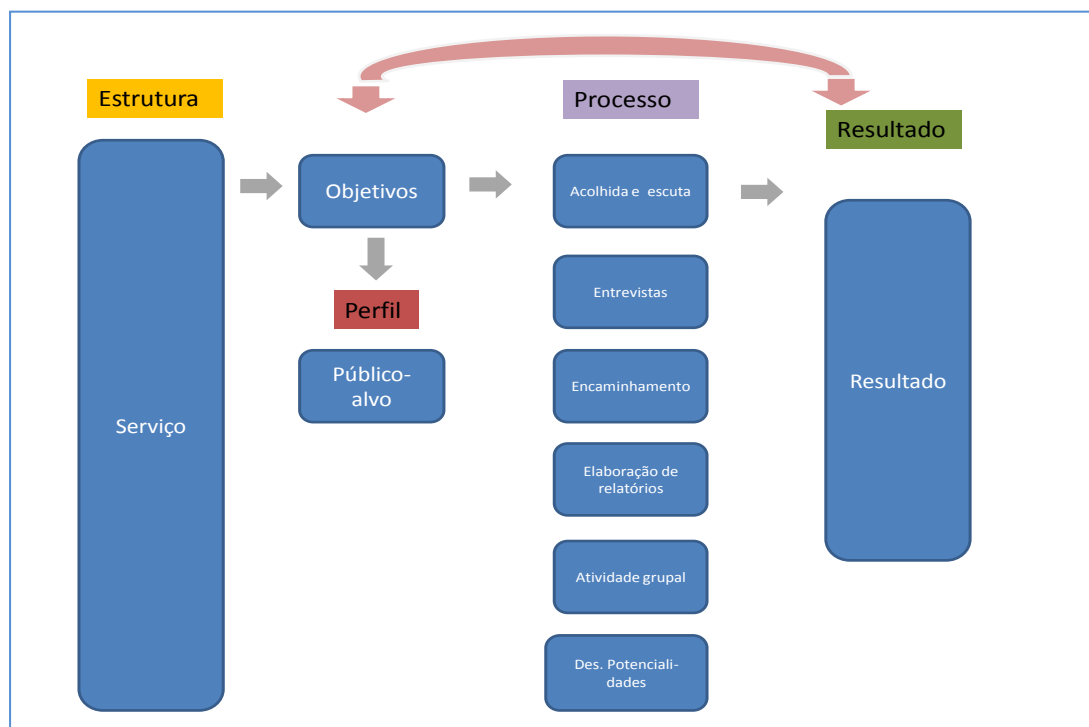 Estrutura
Serviço
Objetivos
Perfil
Público-
alvo
Processo
Acolhida e escuta
Entrevistas
Encaminhamento
Elaboração de
relatórios
Atividade grupal
Des. Potenciali-
dades
Resultado
Resultado